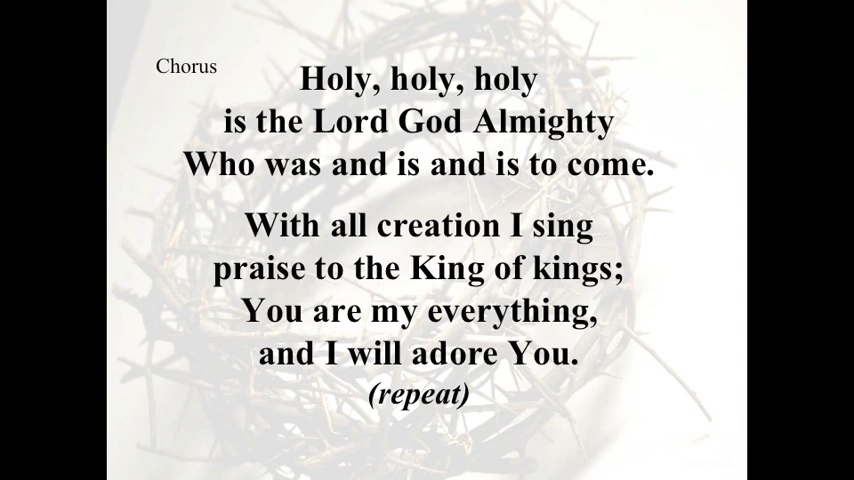 Chorus
Holy, holy, holy
is the Lord God Almighty
Who was and is and is to come.
With all creation I sing
praise to the King of kings;
You are my everything,
and I will adore You.
(repeat)